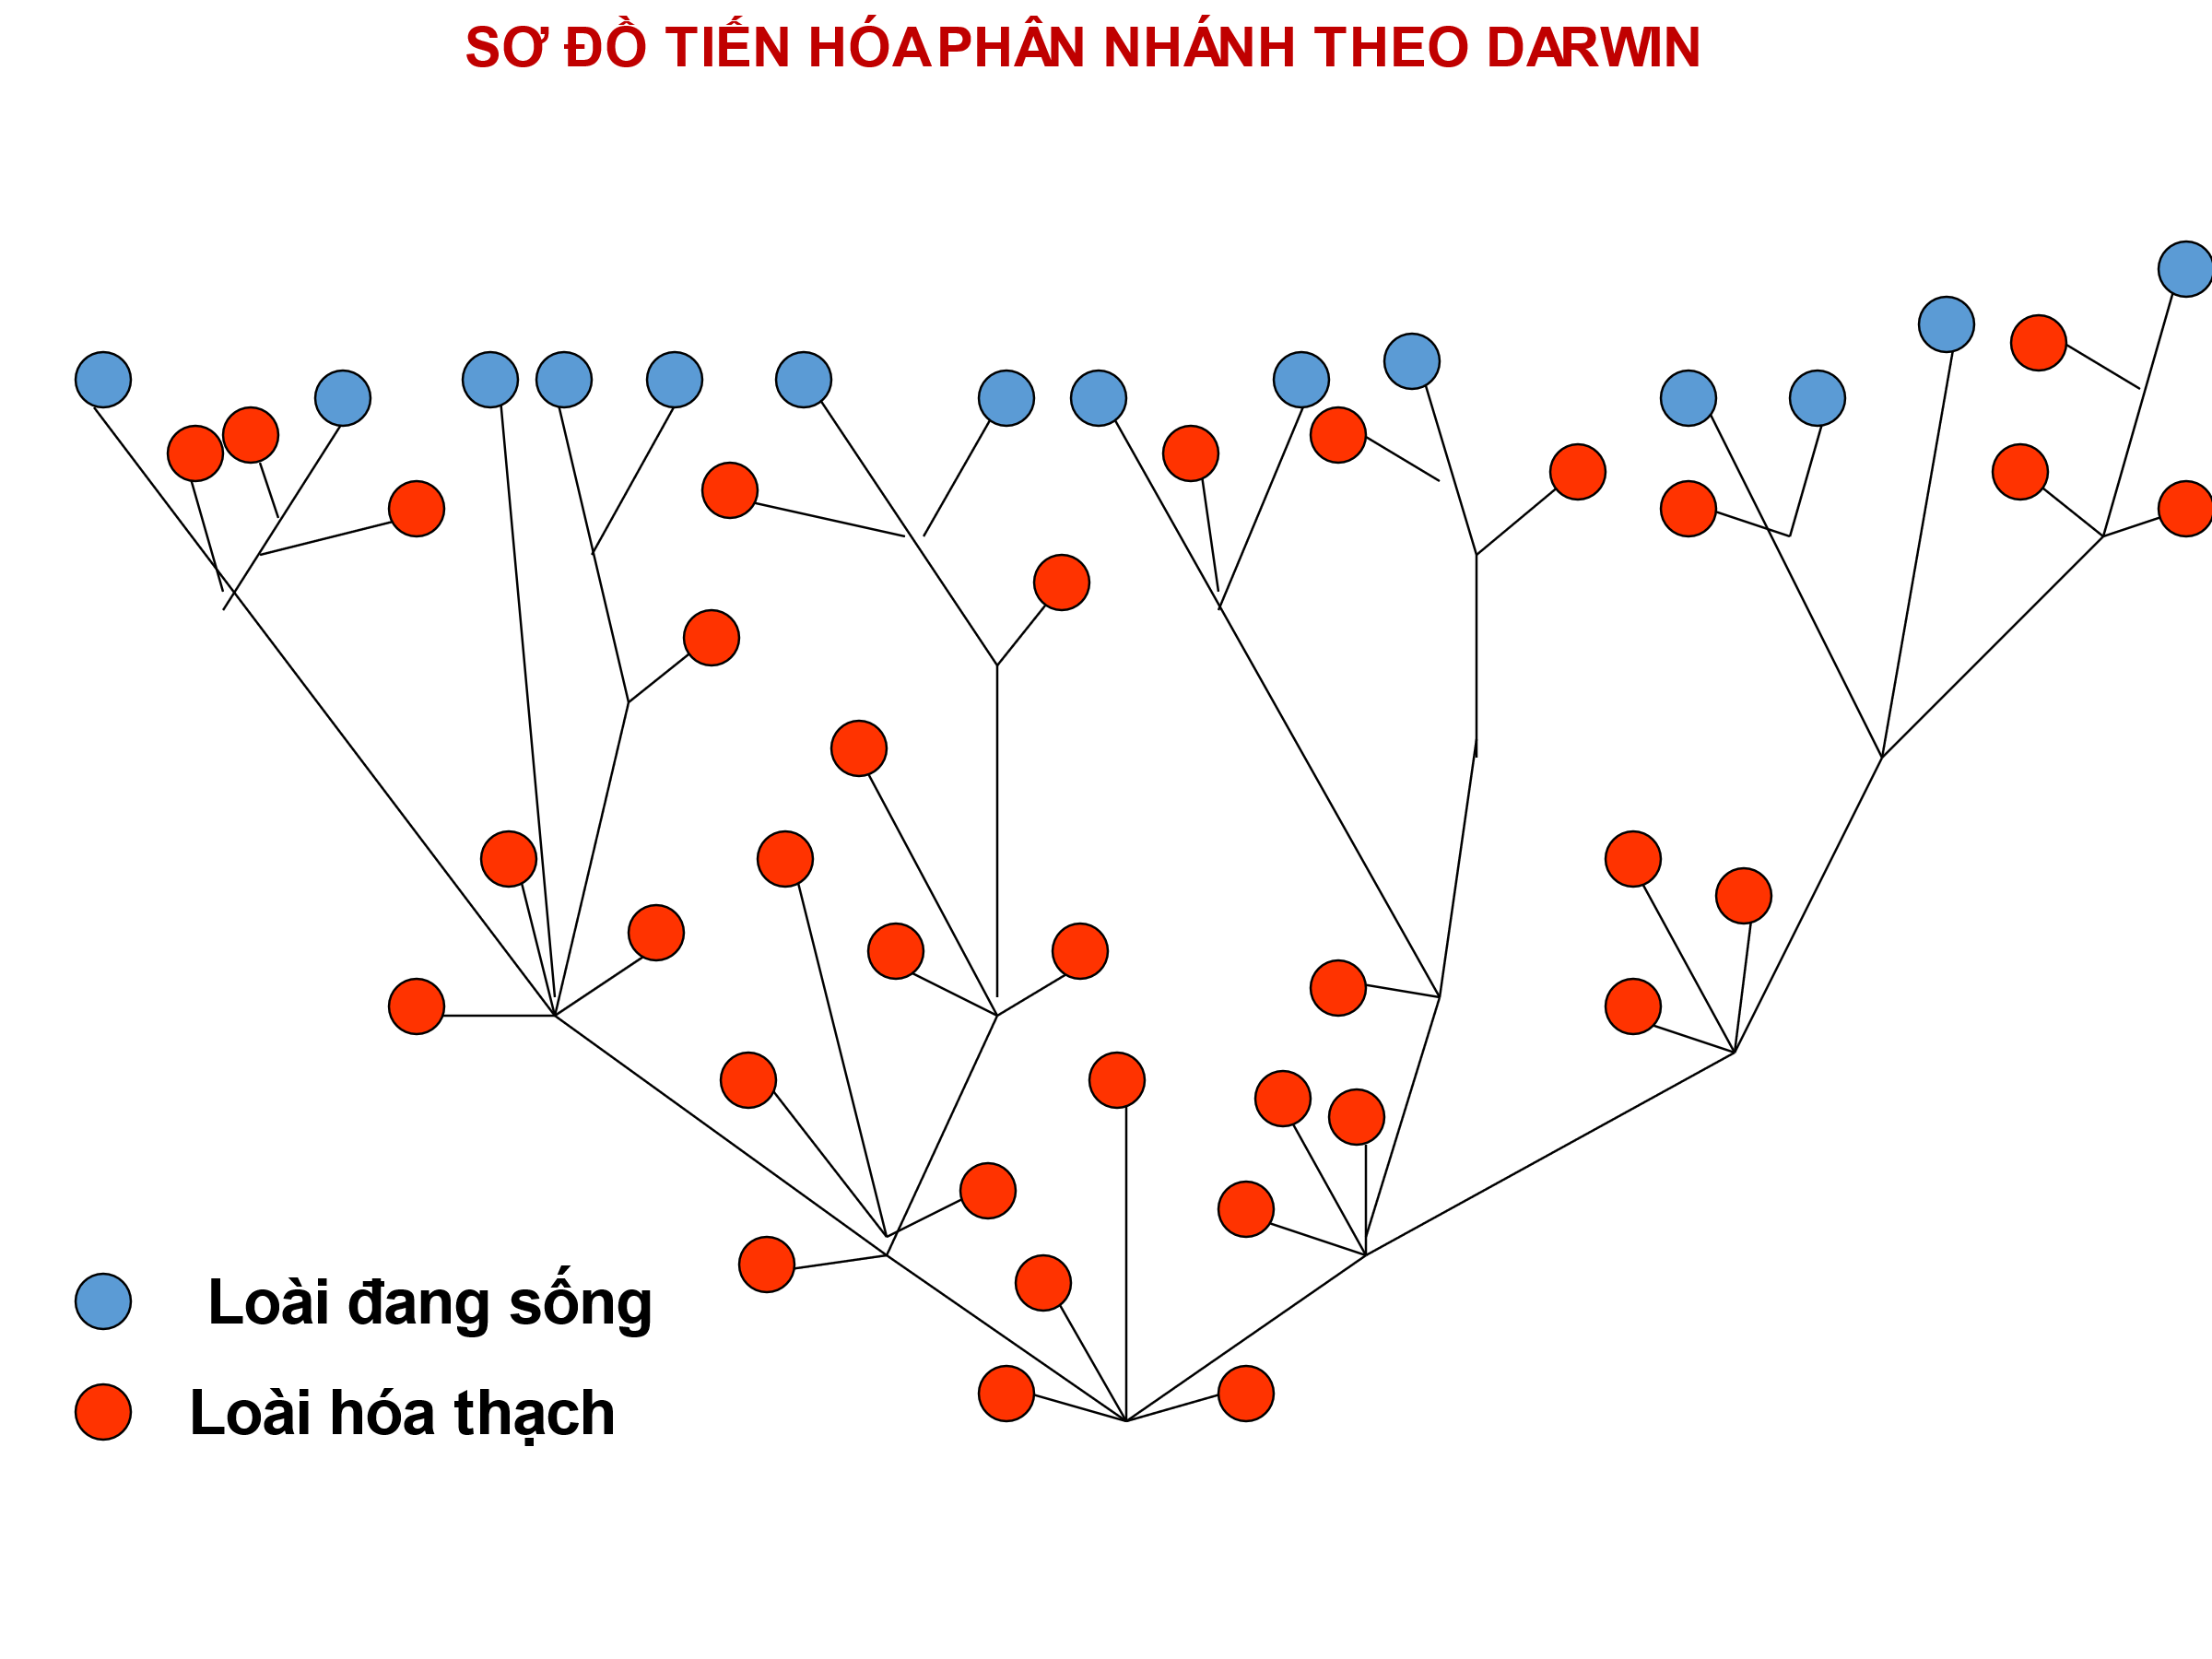 SƠ ĐỒ TIẾN HÓAPHÂN NHÁNH THEO DARWIN
Loài đang sống
Loài hóa thạch